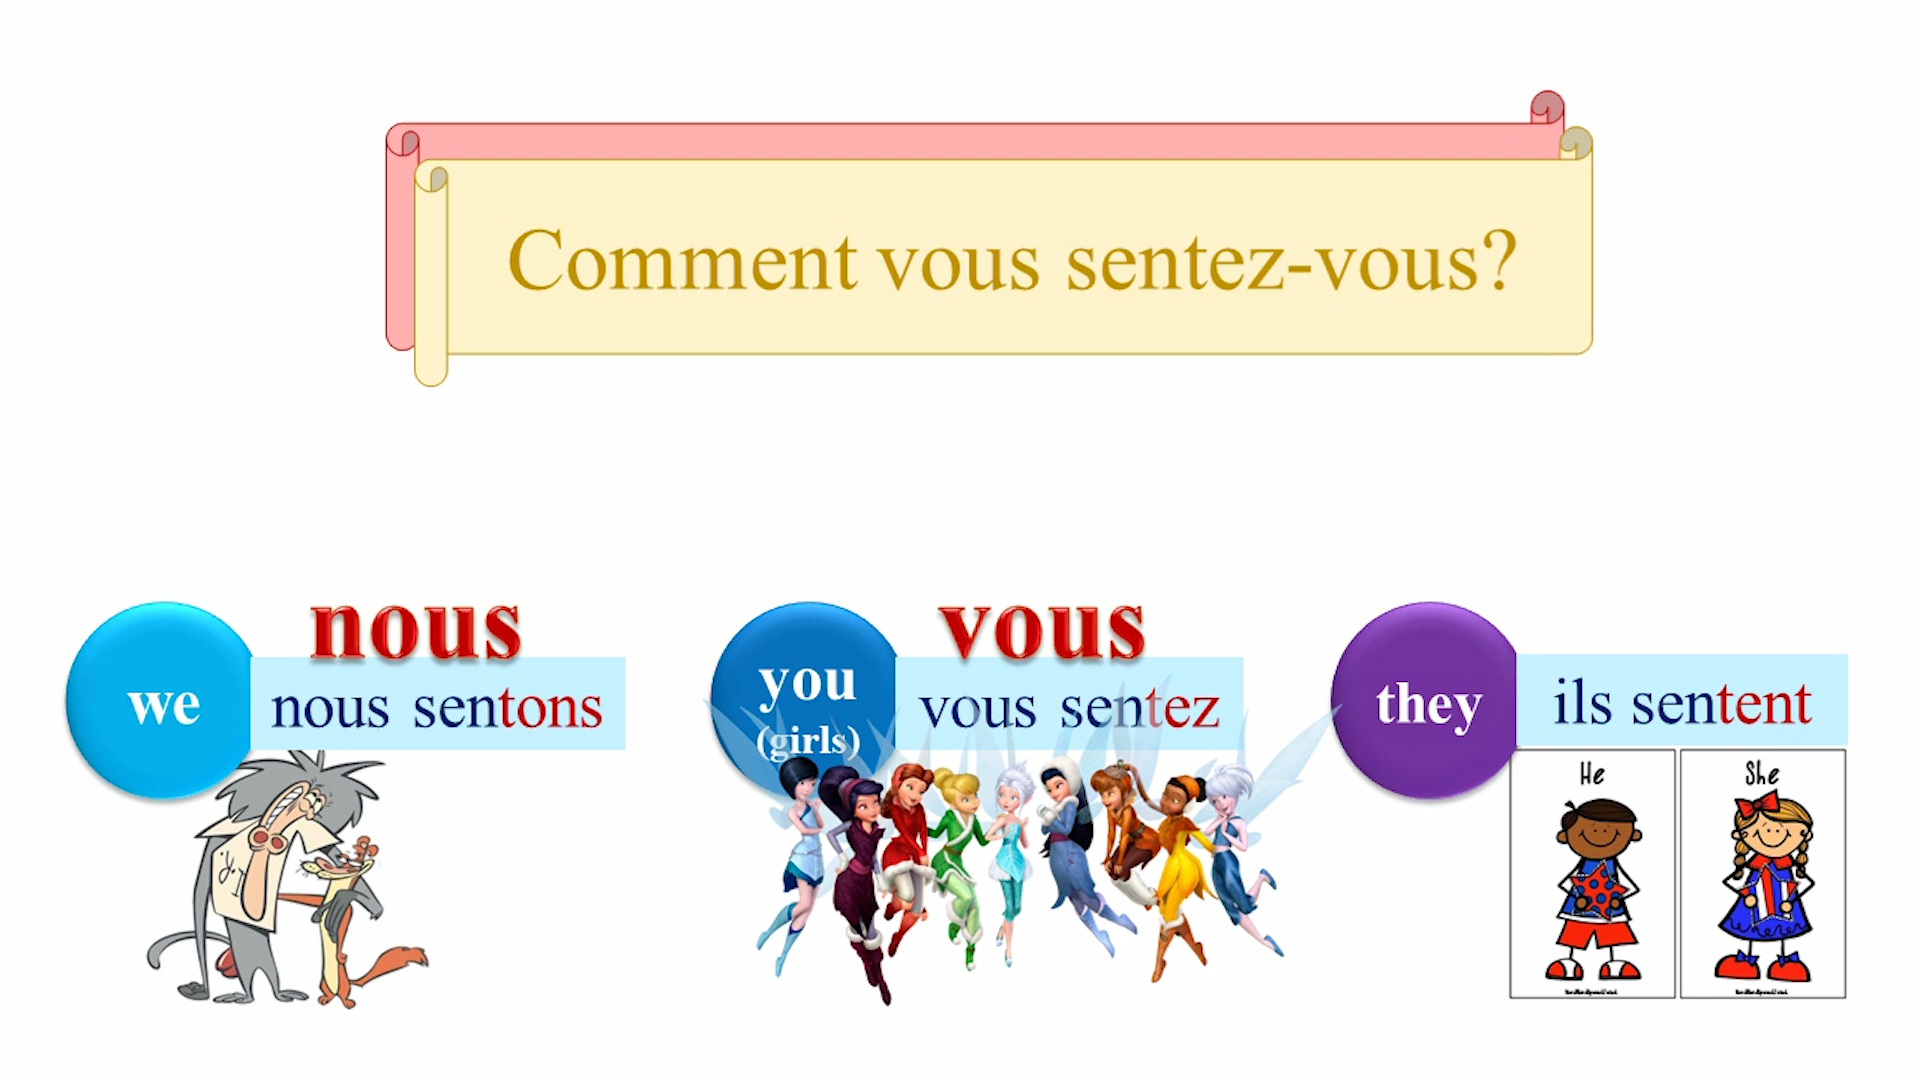 Comment vous sentez-vous?
nous
we
nous sentons
vous
you
(girls)
vous sentez
they
ils sentent
He
She